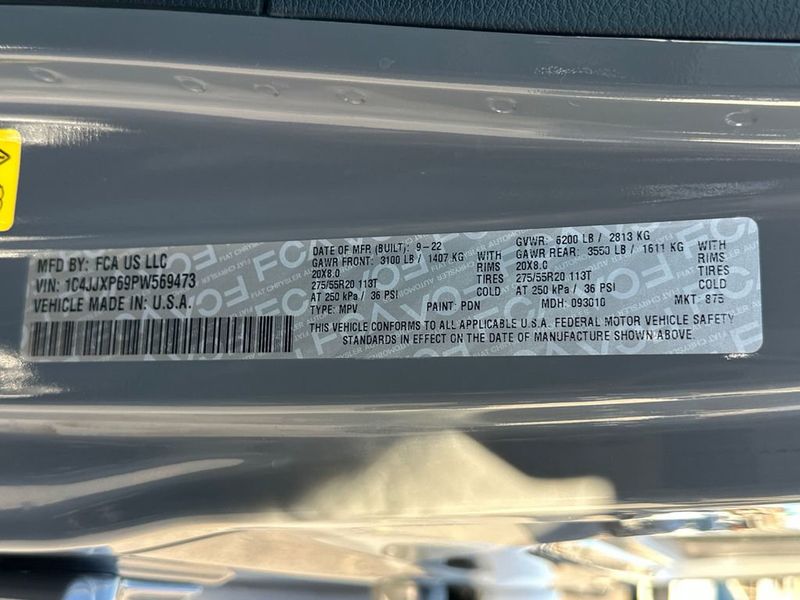 MFD BY: FCA US LLC
VIN: 1C4JJXP69PW569473
VEHICLE MADE IN U.S.A.
DATE OF MFR (BUILT): 9-22
GAWR FRONT: 3100 LB / 1407 KG WITH
20X8.0 RIMS
275/55R20 113T TIRES
AT 250 kPa / 36 PSI COLD
TYPE: MPV PAINT: PDN
GVWR: 6200 LB / 2813 KG
GAWR REAR: 3550 LB / 1611 KG WITH
20X8.0 RIMS
275/55R20 113T TIRES
AT 250 kPa / 36 PSI COLD
MDH: 093010 MKT: 875
THIS VEHICLE CONFORMS TO ALL APPLICABLE U.S.A. FEDERAL MOTOR VEHICLE SAFETY
STANDARDS IN EFFECT ON THE DATE OF MANUFACTURE SHOWN ABOVE.